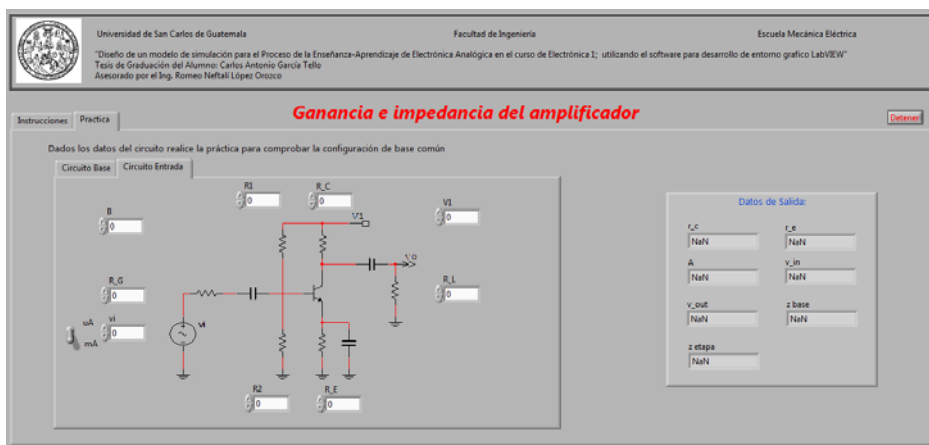 Universidad de San Carlos de Guatemala Facultad de Ingeniería Escuela Mecánica Eléctrica
"Diseño de un modelo de simulación para el Proceso de la Enseñanza-Aprendizaje de Electrónica Analógica en el curso de Electrónica 1; utilizando el software para desarrollo de entorno grafico LabVIEW"
Tesis de Graduación del Alumno: Carlos Antonio García Tello
Asesorado por el Ing. Romeo Neftalí López Orozco
Ganancia e impedancia del amplificador
Instrucciones Practica
Detener
Dados los datos del circuito realice la práctica para comprobar la configuración de base común
Circuito Base Circuito Entrada
R1 R_C
0 0
B
0
V1
0
V1
Vo
R_G
0
R_L
0
uA
mA
vi
0
vi
R2 R_E
0 0
Datos de Salida:
r_c r_e
NaN NaN
A v_in
NaN NaN
v_out z base
NaN NaN
z etapa
NaN